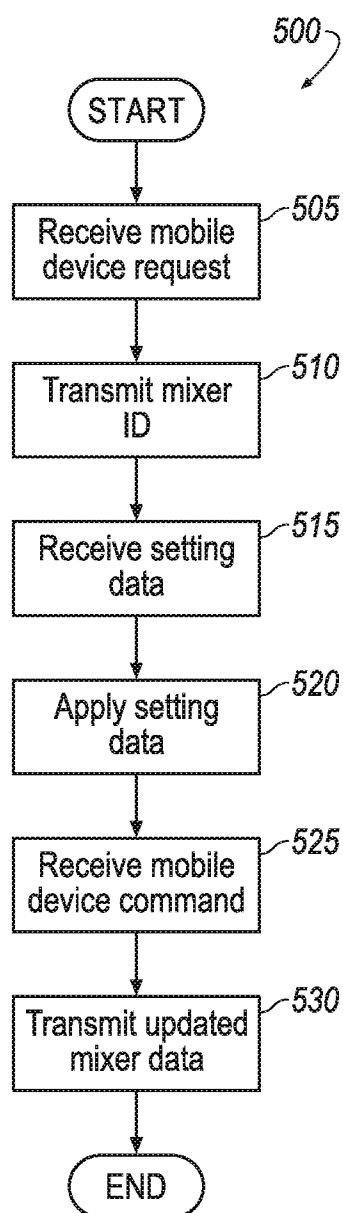 500
START
505
Receive mobile
device request
510
Transmit mixer
ID
515
Receive setting
data
520
Apply setting
data
525
Receive mobile
device command
530
Transmit updated
mixer data
END